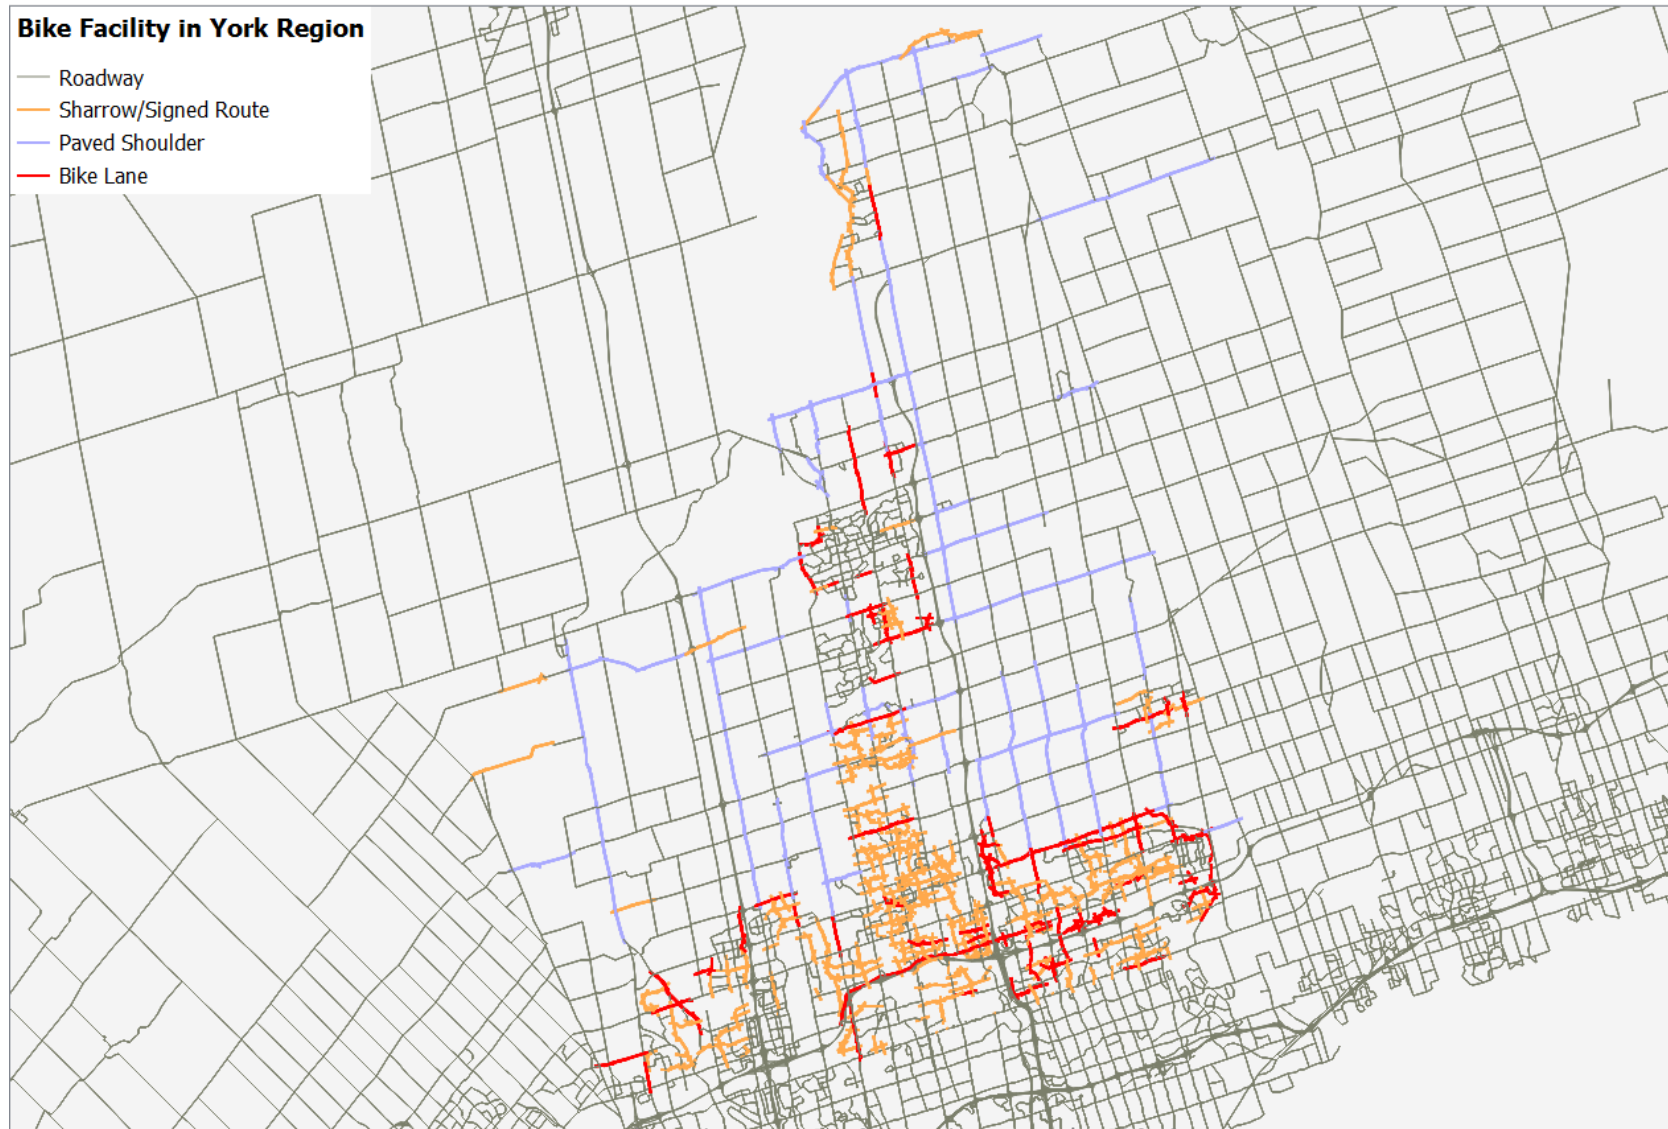 Bike Facility in York Region
Roadway
Sharrow/Signed Route
Paved Shoulder
Bike Lane